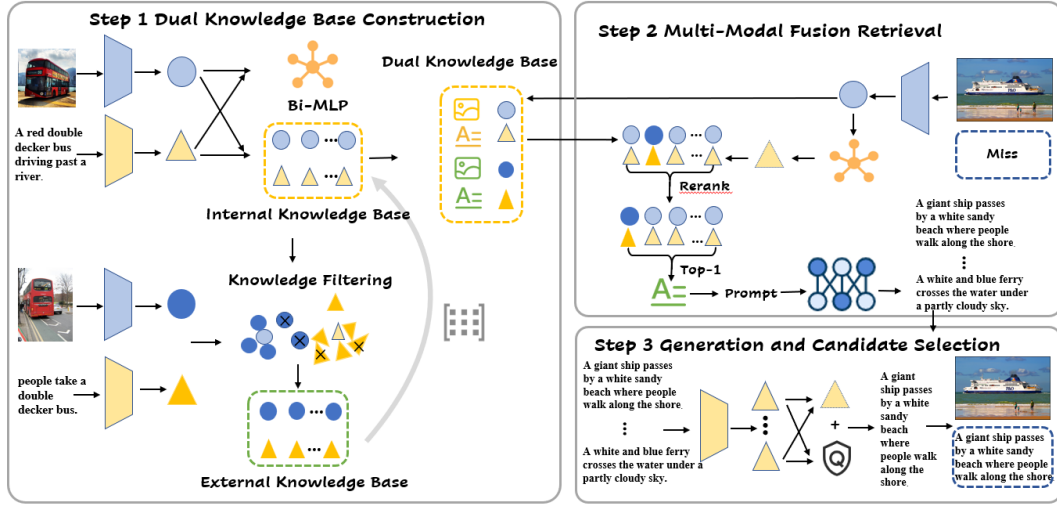 Step 1 Dual Knowledge Base Construction
A red double
decker bus
driving past a
river.
Bi-MLP
Internal Knowledge Base
Dual Knowledge Base
Knowledge Filtering
people take a
double
decker bus.
External Knowledge Base
Step 2 Multi-Modal Fusion Retrieval
Miss
Rerank
Top-1
Prompt
A giant ship passes
by a white sandy
beach where people
walk along the shore.
A white and blue ferry
crosses the water under
a partly cloudy sky.
Step 3 Generation and Candidate Selection
A giant ship passes
by a white sandy
beach where people
walk along the shore.
A white and blue ferry
crosses the water under a
partly cloudy sky.
+
Q
A giant
ship passes
by a white
sandy
beach
where
people walk
along the
shore.
A giant ship passes
by a white sandy
beach where people
walk along the shore.